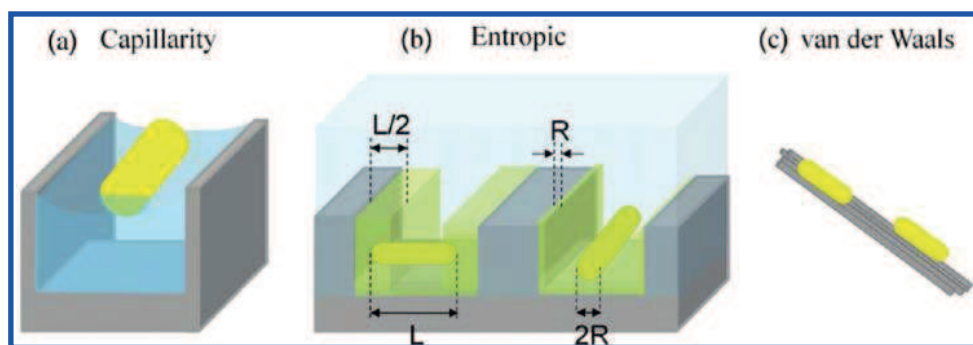 (a) Capillarity
(b) Entropic
(c) van der Waals
L/2
R
L
2R